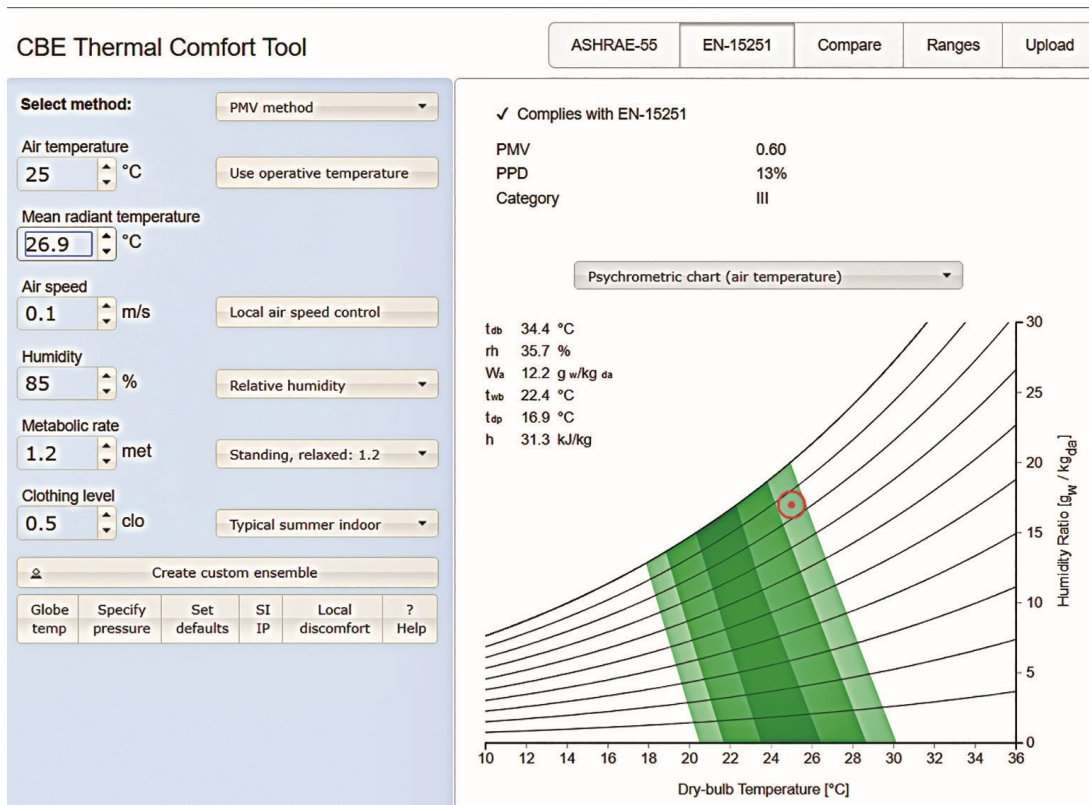 CBE Thermal Comfort Tool
ASHRAE-55 EN-15251 Compare Ranges Upload
Select method: PMV method
Air temperature
25 °C Use operative temperature
Mean radiant temperature
26.9 °C
Air speed
0.1 m/s Local air speed control
Humidity
85 % Relative humidity
Metabolic rate
1.2 met Standing, relaxed: 1.2
Clothing level
0.5 clo Typical summer indoor
Create custom ensemble
Globe temp Specify pressure Set defaults SI IP Local discomfort ? Help
✓ Complies with EN-15251
PMV 0.60
PPD 13%
Category III
Psychrometric chart (air temperature)
tdb 34.4 °C
rh 35.7 %
Wa 12.2 g w/kg da
twb 22.4 °C
tdp 16.9 °C
h 31.3 kJ/kg
30
25
20
15
10
5
0
Humidity Ratio [gw / kgda]
10 12 14 16 18 20 22 24 26 28 30 32 34 36
Dry-bulb Temperature [°C]